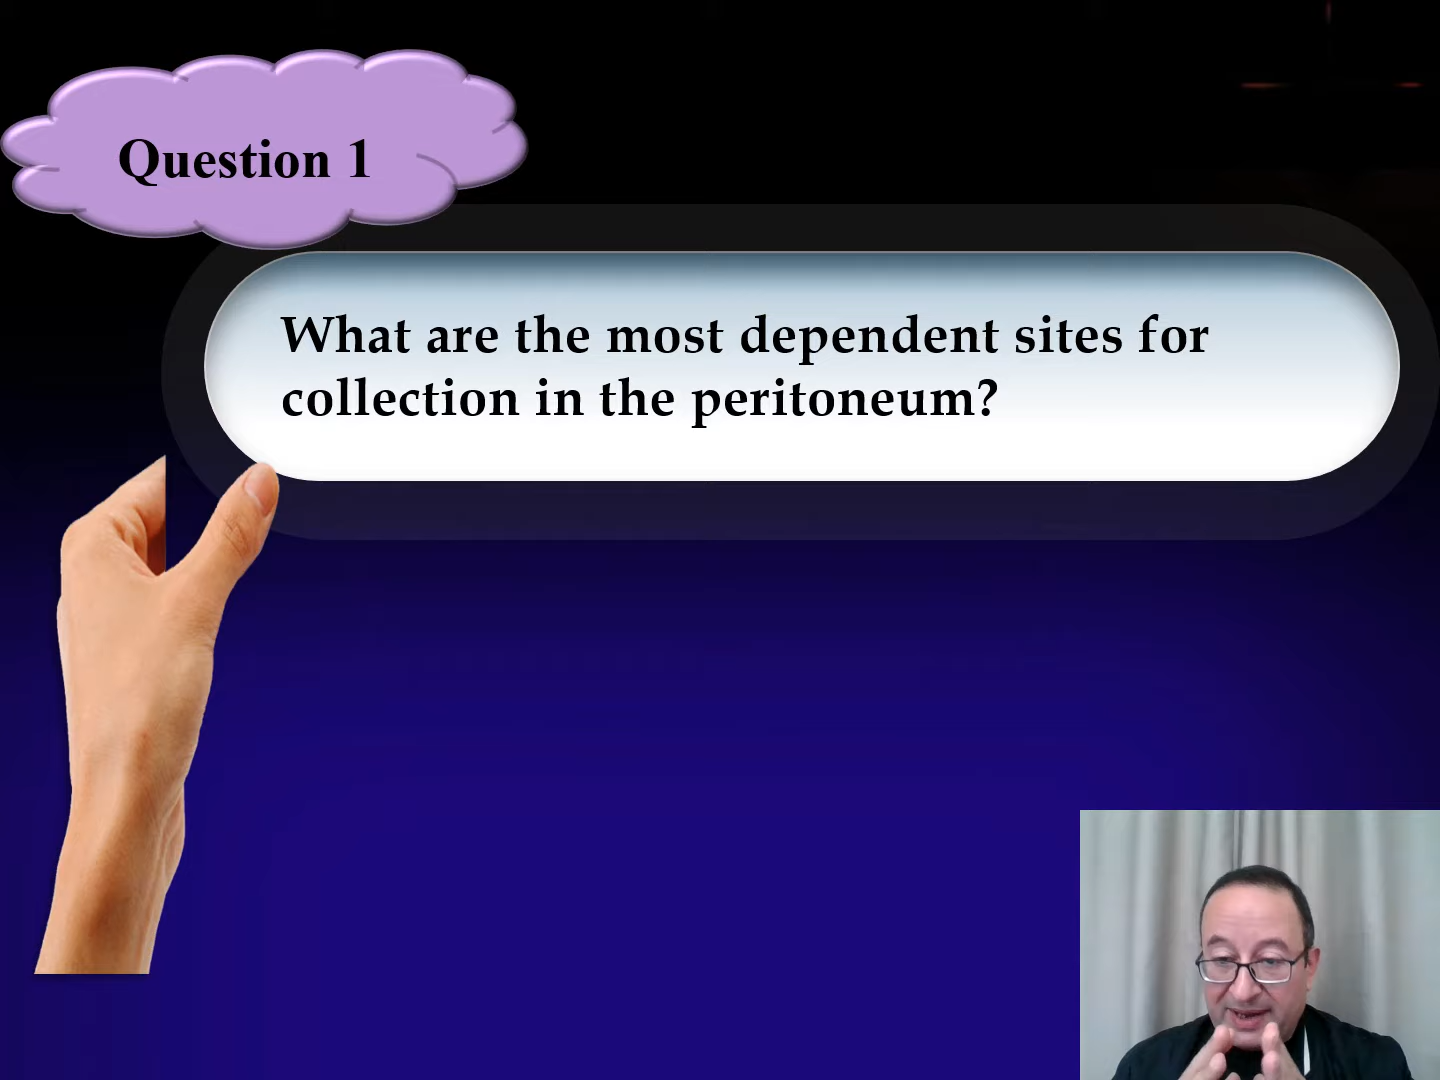 Question 1
What are the most dependent sites for
collection in the peritoneum?